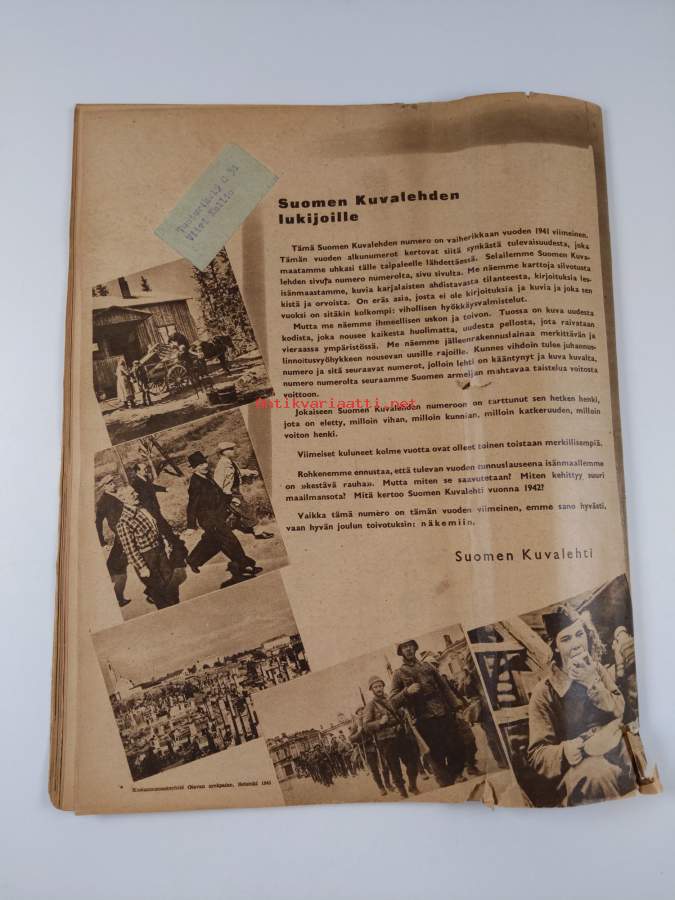 Suomen Kuvalehden
lukijoille
Tämä Suomen Kuvalehden numero on vaiherikkaan vuoden 1941 viimeinen.
Tämän vuoden alkunumerot kertovat siitä synkästä tulevaisuudesta, joka
maatamme uhkasi tälle taipaleelle lähdettäessä. Selailemme Suomen Kuva-
lehden sivuja numerolta, sivu sivulta. Me näemme karttoja silvotusta
isänmaastamme, kuvia karjalaisten ahdistavasta tilanteesta, kirjoituksia les-
kistä ja orvoista. On eräs asia, josta ei ole kirjoituksia ja kuvia ja joka sen
vuoksi on sitäkin kolkompi: vihollisen hyökkäysvalmistelut.
Mutta me näemme ihmeellisen uskon ja toivon. Tuossa on kuva uudesta
kodista, joka nousee kaikesta huolimatta, uudesta pellosta, jota raivataan
vieraassa ympäristössä. Me näemme jälleenrakennuslainaa merkittävän ja
linnoitusvyöhykkeen nousevan uusille rajoille. Kunnes vihdoin tulee juhannus-
numero ja sitä seuraavat numerot, jolloin lehti on kääntynyt ja kuva kuvalta,
numero numerolta seuraamme Suomen armeijan mahtavaa taistelua voitosta
voittoon.
antikvariaatti.net
Jokaiseen Suomen Kuvalehden numeroon on tarttunut sen hetken henki,
jota on eletty, milloin vihan, milloin kunnian, milloin katkeruuden, milloin
voiton henki.
Viimeiset kuluneet kolme vuotta ovat olleet toinen toistaan merkillisempiä.
Rohkenemme ennustaa, että tulevan vuoden tunnuslauseena isänmaallemme
on »kestävä rauha». Mutta miten se saavutetaan? Miten kehittyy suuri
maailmansota? Mitä kertoo Suomen Kuvalehti vuonna 1942?
Vaikka tämä numero on tämän vuoden viimeinen, emme sano hyvästi,
vaan hyvän joulun toivotuksin: näkemiin.
Suomen Kuvalehti
Kustannusosakeyhtiö Otavan syväpaino, Helsinki 1941